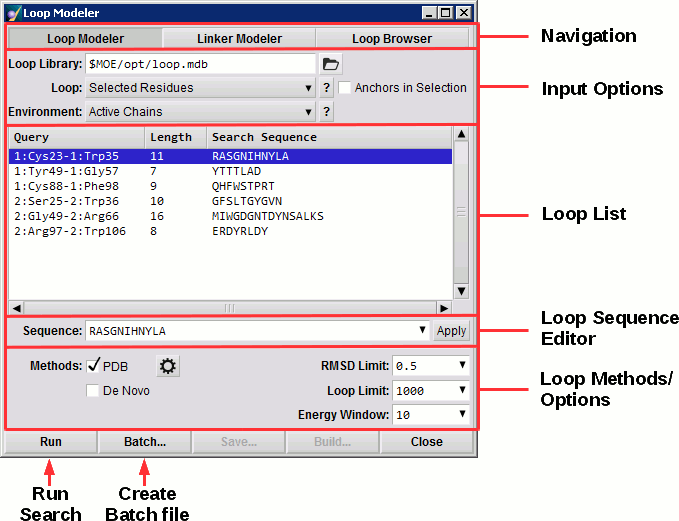 Loop Modeler
Loop Modeler Linker Modeler Loop Browser
Navigation
Loop Library: $MOE/opt/loop.mdb
Loop: Selected Residues ? Anchors in Selection
Input Options
Environment: Active Chains ?
Query Length Search Sequence
1:Cys23-1:Trp35 11 RASGNIHNYLA
1:Tyr49-1:Gly57 7 YTTTLAD
1:Cys88-1:Phe98 9 QHFWSTPRT
2:Ser25-2:Trp36 10 GFSLTGYGVN
2:Gly49-2:Arg66 16 MIWGDGNTDYNSALKS
2:Arg97-2:Trp106 8 ERDYRLDY
Loop List
Sequence: RASGNIHNYLA Apply
Loop Sequence
Editor
Methods: PDB RMSD Limit: 0.5
De Novo Loop Limit: 1000
Energy Window: 10
Loop Methods/
Options
Run Batch... Save... Build... Close
Run
Search
Create
Batch file